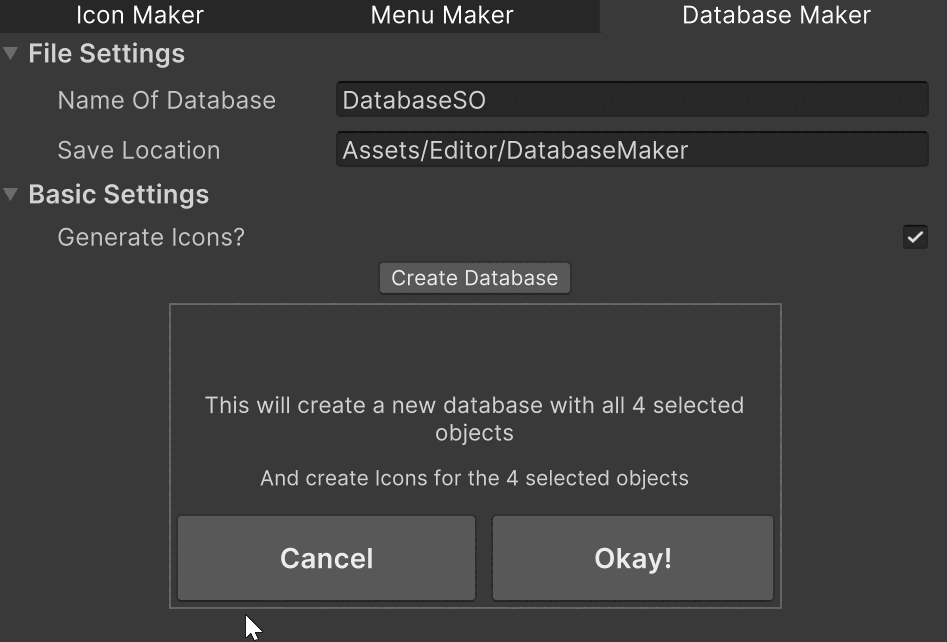 Icon Maker Menu Maker Database Maker
File Settings
Name Of Database DatabaseSO
Save Location Assets/Editor/DatabaseMaker
Basic Settings
Generate Icons?
Create Database
This will create a new database with all 4 selected
objects
And create Icons for the 4 selected objects
Cancel Okay!